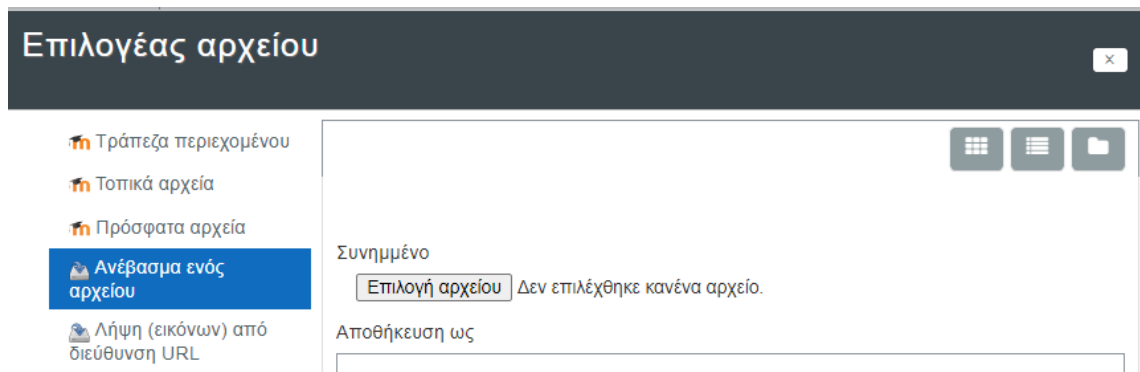 Επιλογέας αρχείου
×
Τράπεζα περιεχομένου
Τοπικά αρχεία
Πρόσφατα αρχεία
Ανέβασμα ενός
αρχείου
Λήψη (εικόνων) από
διεύθυνση URL
Συνημμένο
Επιλογή αρχείου Δεν επιλέχθηκε κανένα αρχείο.
Αποθήκευση ως